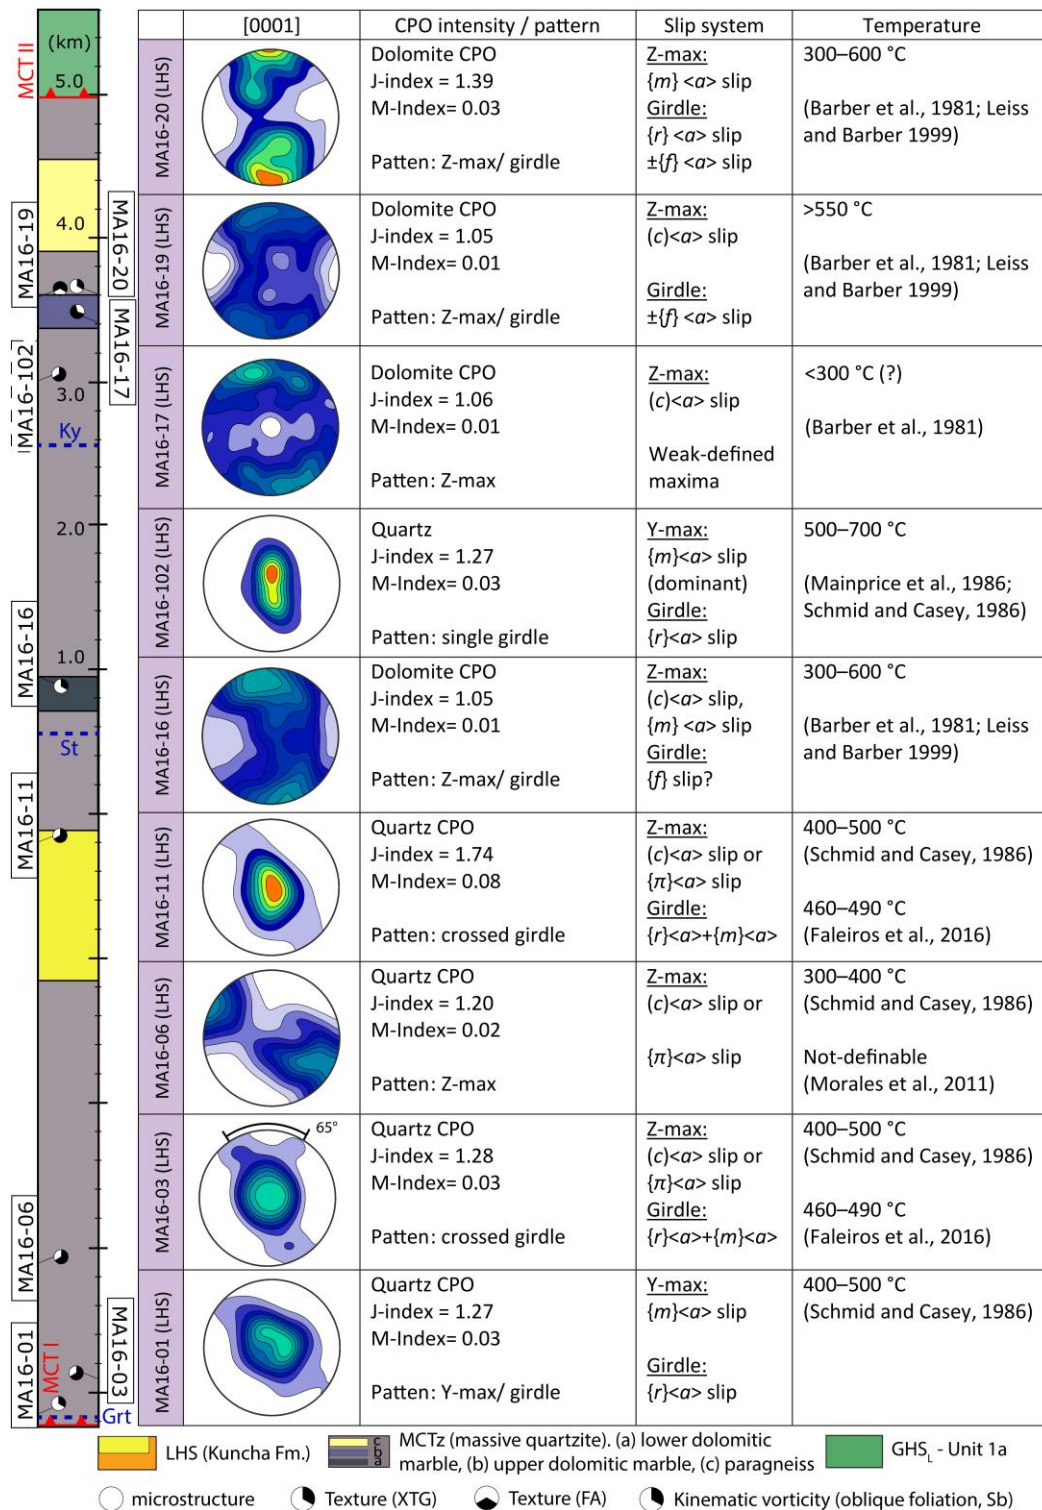 [0001]
CPO intensity / pattern
Slip system
Temperature
(km)
MCT II
5.0
4.0
3.0
2.0
1.0
MA16-19
MA16-20
MA16-17
MA16-102
Ky
MA16-16
St
MA16-11
MA16-06
MA16-01
MCT I
MA16-03
Grt
MA16-20 (LHS)
Dolomite CPO
J-index = 1.39
M-Index = 0.03
Patten: Z-max/ girdle
Z-max:
{m} <a> slip
Girdle:
{r} <a> slip
±{f} <a> slip
300–600 °C
(Barber et al., 1981; Leiss
and Barber 1999)
MA16-19 (LHS)
Dolomite CPO
J-index = 1.05
M-Index = 0.01
Patten: Z-max/ girdle
Z-max:
(c)<a> slip
Girdle:
±{f} <a> slip
>550 °C
(Barber et al., 1981; Leiss
and Barber 1999)
MA16-17 (LHS)
Dolomite CPO
J-index = 1.06
M-Index = 0.01
Patten: Z-max
Z-max:
(c)<a> slip
Weak-defined
maxima
<300 °C (?)
(Barber et al., 1981)
MA16-102 (LHS)
Quartz
J-index = 1.27
M-Index= 0.03
Patten: single girdle
Y-max:
{m}<a> slip
(dominant)
Girdle:
{r}<a> slip
500–700 °C
(Mainprice et al., 1986;
Schmid and Casey, 1986)
MA16-16 (LHS)
Dolomite CPO
J-index = 1.05
M-Index = 0.01
Patten: Z-max/ girdle
Z-max:
(c)<a> slip,
{m} <a> slip
Girdle:
{f} slip?
300–600 °C
(Barber et al., 1981; Leiss
and Barber 1999)
MA16-11 (LHS)
Quartz CPO
J-index = 1.74
M-Index = 0.08
Patten: crossed girdle
Z-max:
(c)<a> slip or
{π}<a> slip
Girdle:
{r}<a>+{m}<a>
400–500 °C
(Schmid and Casey, 1986)
460–490 °C
(Faleiros et al., 2016)
MA16-06 (LHS)
Quartz CPO
J-index = 1.20
M-Index = 0.02
Patten: Z-max
Z-max:
(c)<a> slip or
{π}<a> slip
300–400 °C
(Schmid and Casey, 1986)
Not-definable
(Morales et al., 2011)
MA16-03 (LHS)
65°
Quartz CPO
J-index = 1.28
M-Index= 0.03
Patten: crossed girdle
Z-max:
(c)<a> slip or
{π}<a> slip
Girdle:
{r}<a>+{m}<a>
400–500 °C
(Schmid and Casey, 1986)
460–490 °C
(Faleiros et al., 2016)
MA16-01 (LHS)
Quartz CPO
J-index = 1.27
M-Index= 0.03
Patten: Y-max/ girdle
Y-max:
{m}<a> slip
Girdle:
{r}<a> slip
400–500 °C
(Schmid and Casey, 1986)
LHS (Kuncha Fm.)
c
b
a
MCTz (massive quartzite). (a) lower dolomitic
marble, (b) upper dolomitic marble, (c) paragneiss
GHSL - Unit 1a
microstructure
Texture (XTG)
Texture (FA)
Kinematic vorticity (oblique foliation, Sb)